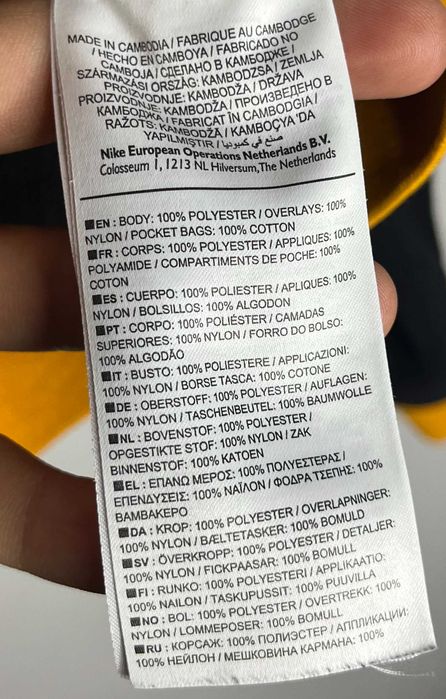 MADE IN CAMBODIA / FABRIQUE AU CAMBODGE
/ HECHO EN CAMBOYA / FABRICADO NO
CAMBOJA / СДЕЛАНО В КАМБОДЖЕ /
SZÁRMAZÁSI ORSZÁG: KAMBODZSA / ZEMLJA
PROIZVODNJE: KAMBODŽA / DRŽAVA
PROIZVODNJE: KAMBODŽA / ПРОИЗВЕДЕНО В
КАМБОДЖА / FABRICAT ÎN CAMBODGIA /
RAŽOTS: KAMBODŽĀ / KAMBOÇYA 'DA
YAPILMIŞTIR / صنع في كمبوديا
Nike European Operations Netherlands B.V.
Colosseum 1, 1213 NL Hilversum, The Netherlands
EN : BODY: 100% POLYESTER / OVERLAYS: 100%
NYLON / POCKET BAGS: 100% COTTON
FR : CORPS: 100% POLYESTER / APPLIQUES: 100%
POLYAMIDE / COMPARTIMENTS DE POCHE: 100%
COTON
ES : CUERPO: 100% POLIESTER / APLIQUES: 100%
NYLON / BOLSILLOS: 100% ALGODON
PT : CORPO: 100% POLIÉSTER / CAMADAS
SUPERIORES: 100% NYLON / FORRO DO BOLSO:
100% ALGODÃO
IT : BUSTO: 100% POLIESTERE / APPLICAZIONI:
100% NYLON / BORSE TASCA: 100% COTONE
DE : OBERSTOFF: 100% POLYESTER / AUFLAGEN:
100% NYLON / TASCHENBEUTEL: 100% BAUMWOLLE
NL : BOVENSTOF: 100% POLYESTER /
OPGESTIKTE STOF: 100% NYLON / ZAK
BINNENSTOF: 100% KATOEN
EL : ΕΠΑΝΩ ΜΕΡΟΣ: 100% ΠΟΛΥΕΣΤΕΡΑΣ /
ΕΠΕΝΔΥΣΕΙΣ: 100% ΝΑΪΛΟΝ / ΦΟΔΡΑ ΤΣΕΠΗΣ: 100%
ΒΑΜΒΑΚΕΡΟ
DA : KROP: 100% POLYESTER / OVERLAPNINGER:
100% NYLON / BÆLTETASKER: 100% BOMULD
SV : ÖVERKROPP: 100% POLYESTER / DETALJER:
100% NYLON / FICKPAASAR: 100% BOMULL
FI : RUNKO: 100% POLYESTERI / APPLIKAATIO:
100% NAILON / TASKUPUSSIT: 100% PUUVILLA
NO : BOL: 100% POLYESTER / OVERTREKK: 100%
NYLON / LOMMEPOSER: 100% BOMULL
RU : КОРСАЖ: 100% ПОЛИЭСТЕР / АППЛИКАЦИИ:
100% НЕЙЛОН / МЕШКОВИНА КАРМАНА: 100%